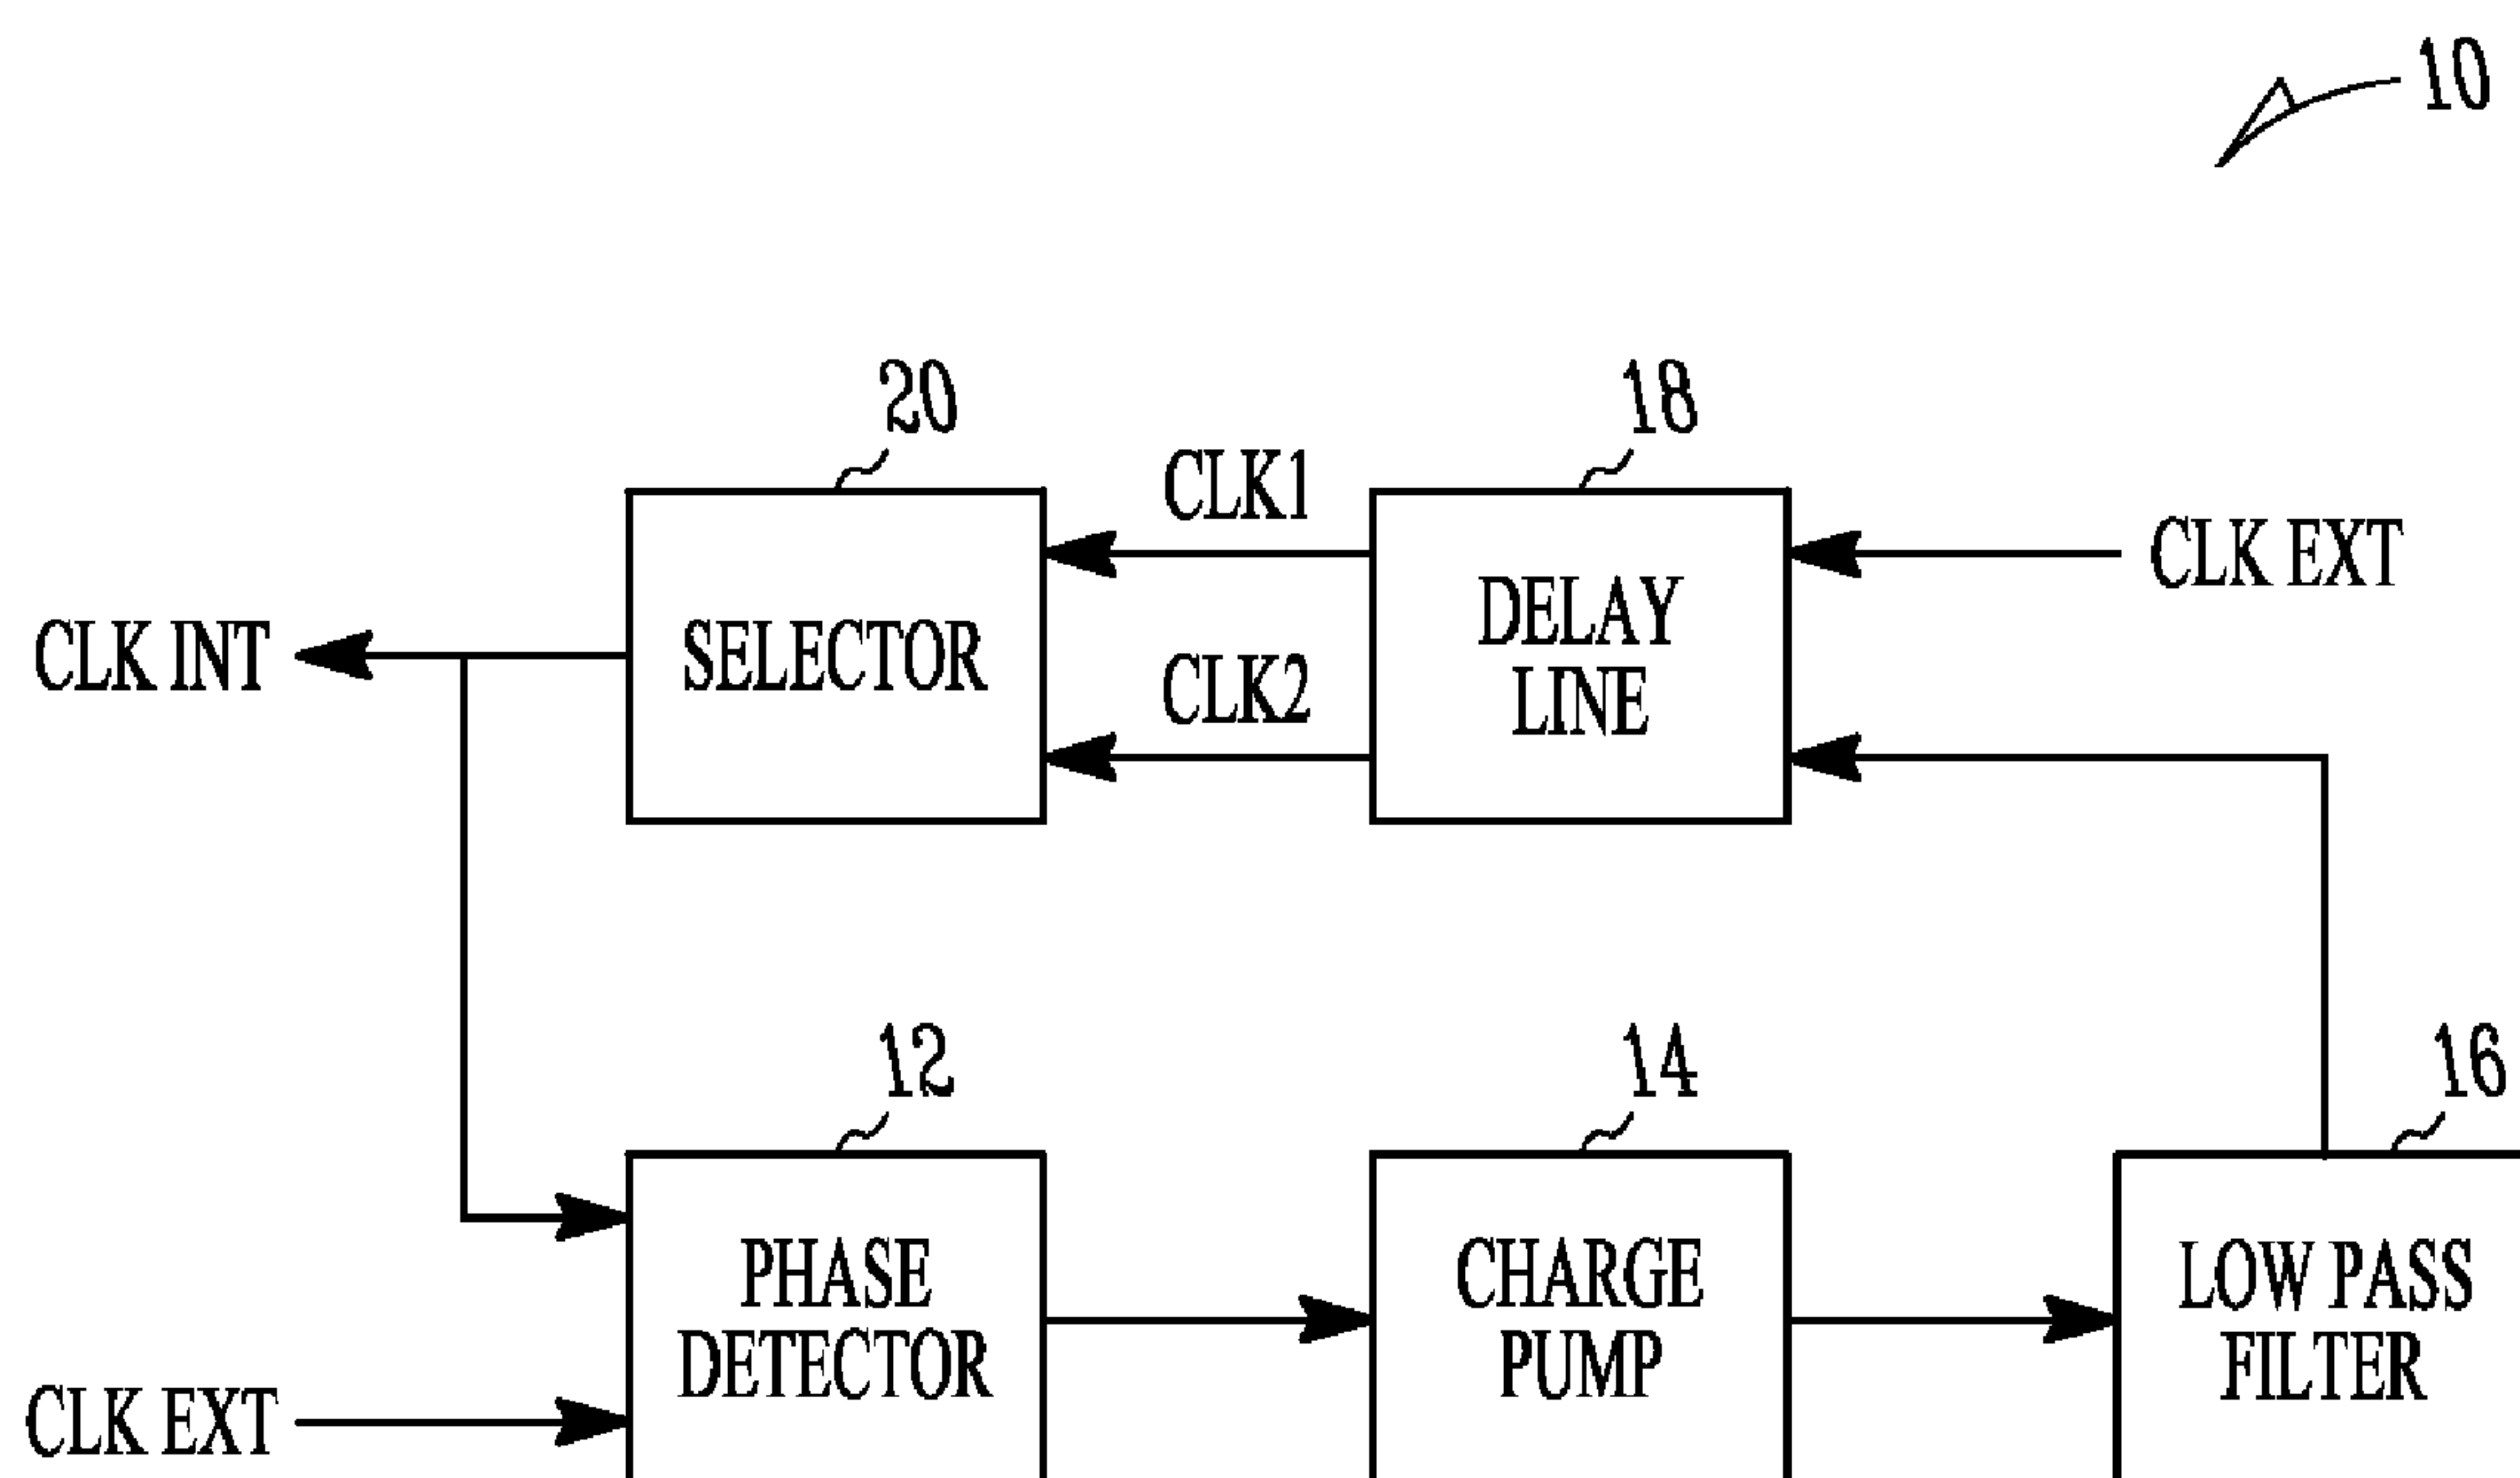 10
20
18
CLK1
CLK EXT
DELAY
LINE
CLK INT
SELECTOR
CLK2
12
14
16
PHASE
DETECTOR
CHARGE
PUMP
LOW PASS
FILTER
CLK EXT